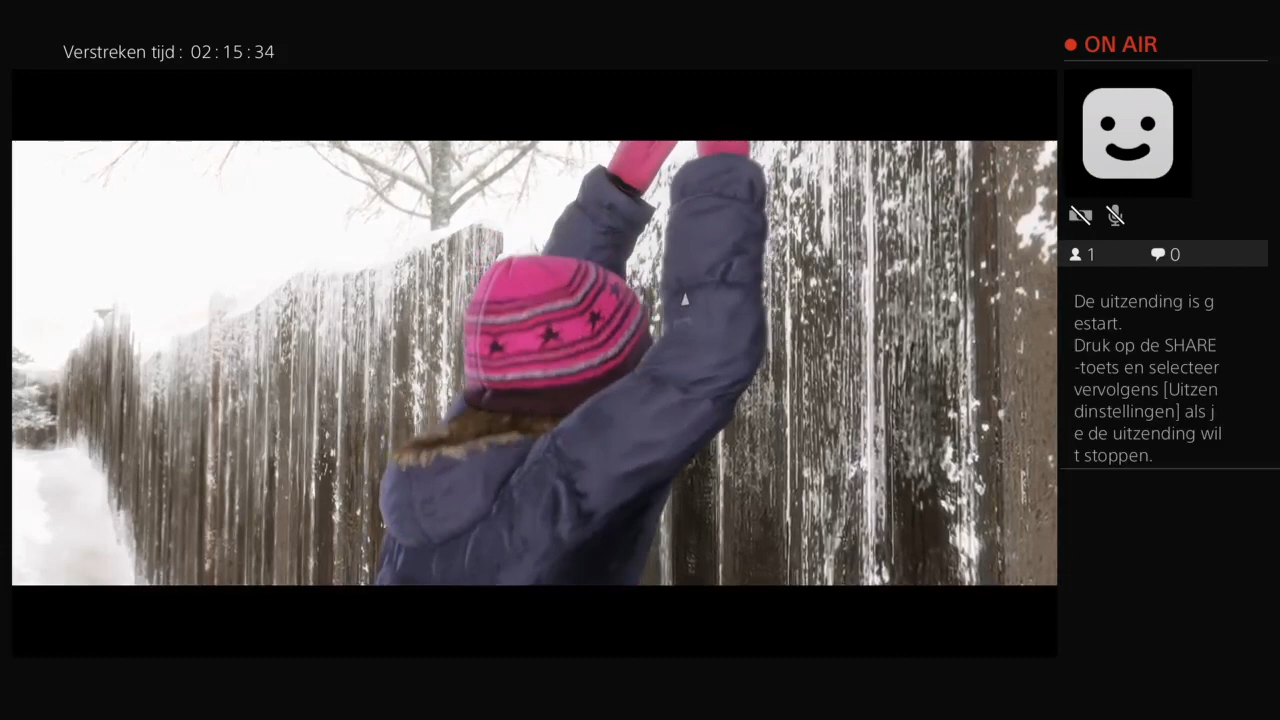 Verstreken tijd : 02 : 15 : 34
ON AIR
1
0
De uitzending is g
estart.
Druk op de SHARE
-toets en selecteer
vervolgens [Uitzen
dinstellingen] als j
e de uitzending wil
t stoppen.